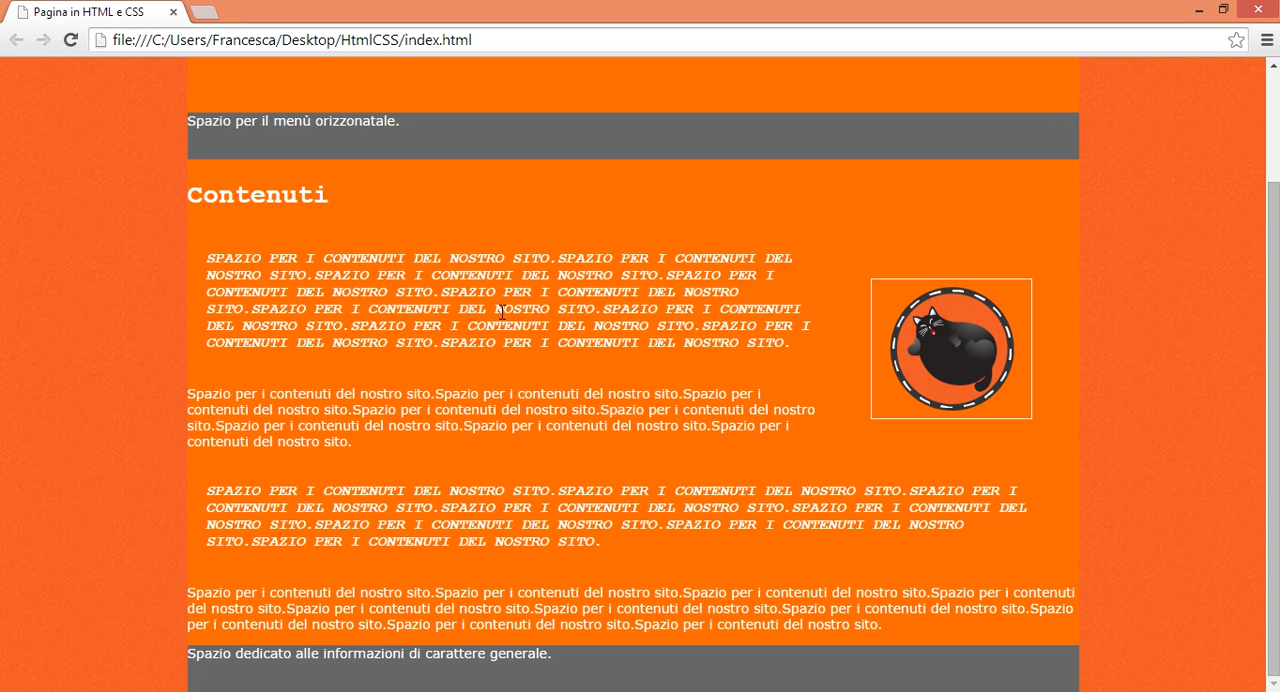 Pagina in HTML e CSS
file:///C:/Users/Francesca/Desktop/HtmlCSS/index.html
Spazio per il menù orizzonatale.
Contenuti
SPAZIO PER I CONTENUTI DEL NOSTRO SITO.SPAZIO PER I CONTENUTI DEL
NOSTRO SITO.SPAZIO PER I CONTENUTI DEL NOSTRO SITO.SPAZIO PER I
CONTENUTI DEL NOSTRO SITO.SPAZIO PER I CONTENUTI DEL NOSTRO
SITO.SPAZIO PER I CONTENUTI DEL NOSTRO SITO.SPAZIO PER I CONTENUTI
DEL NOSTRO SITO.SPAZIO PER I CONTENUTI DEL NOSTRO SITO.SPAZIO PER I
CONTENUTI DEL NOSTRO SITO.SPAZIO PER I CONTENUTI DEL NOSTRO SITO.
Spazio per i contenuti del nostro sito.Spazio per i contenuti del nostro sito.Spazio per i
contenuti del nostro sito.Spazio per i contenuti del nostro sito.Spazio per i contenuti del nostro
sito.Spazio per i contenuti del nostro sito.Spazio per i contenuti del nostro sito.Spazio per i
contenuti del nostro sito.
SPAZIO PER I CONTENUTI DEL NOSTRO SITO.SPAZIO PER I CONTENUTI DEL NOSTRO SITO.SPAZIO PER I
CONTENUTI DEL NOSTRO SITO.SPAZIO PER I CONTENUTI DEL NOSTRO SITO.SPAZIO PER I CONTENUTI DEL
NOSTRO SITO.SPAZIO PER I CONTENUTI DEL NOSTRO SITO.SPAZIO PER I CONTENUTI DEL NOSTRO
SITO.SPAZIO PER I CONTENUTI DEL NOSTRO SITO.
Spazio per i contenuti del nostro sito.Spazio per i contenuti del nostro sito.Spazio per i contenuti del nostro sito.Spazio per i contenuti
del nostro sito.Spazio per i contenuti del nostro sito.Spazio per i contenuti del nostro sito.Spazio per i contenuti del nostro sito.Spazio
per i contenuti del nostro sito.Spazio per i contenuti del nostro sito.Spazio per i contenuti del nostro sito.
Spazio dedicato alle informazioni di carattere generale.